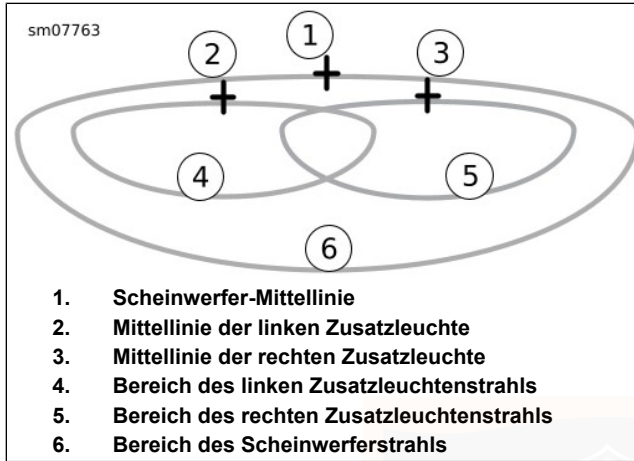 sm07763
1
2
3
4
5
6
1. Scheinwerfer-Mittellinie
2. Mittellinie der linken Zusatzleuchte
3. Mittellinie der rechten Zusatzleuchte
4. Bereich des linken Zusatzleuchtenstrahls
5. Bereich des rechten Zusatzleuchtenstrahls
6. Bereich des Scheinwerferstrahls